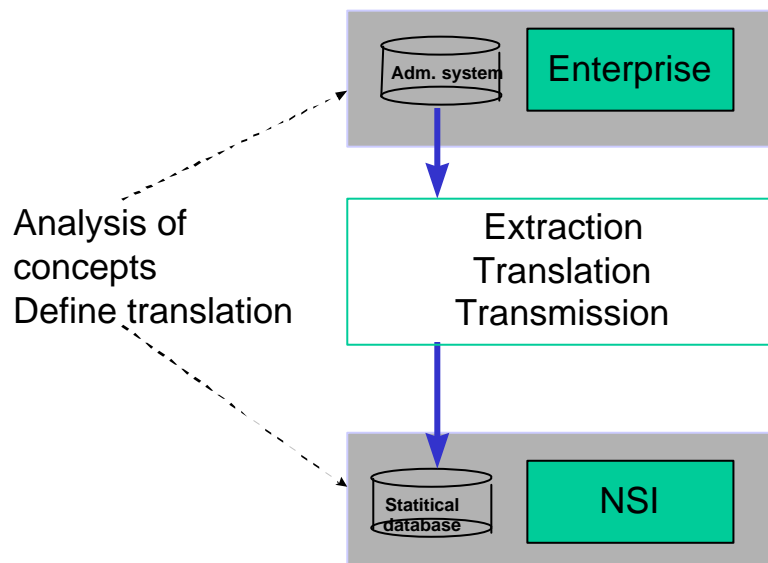 Adm. system
Enterprise
Analysis of
concepts
Define translation
Extraction
Translation
Transmission
Statitical
database
NSI